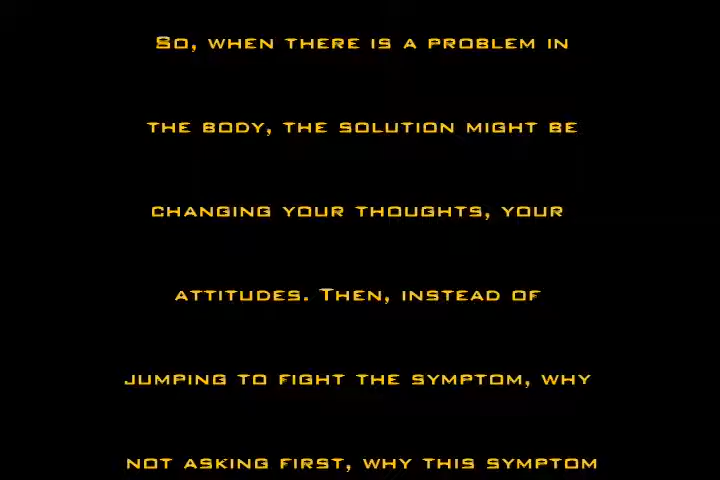 So, when there is a problem in
the body, the solution might be
changing your thoughts, your
attitudes. Then, instead of
jumping to fight the symptom, why
not asking first, why this symptom